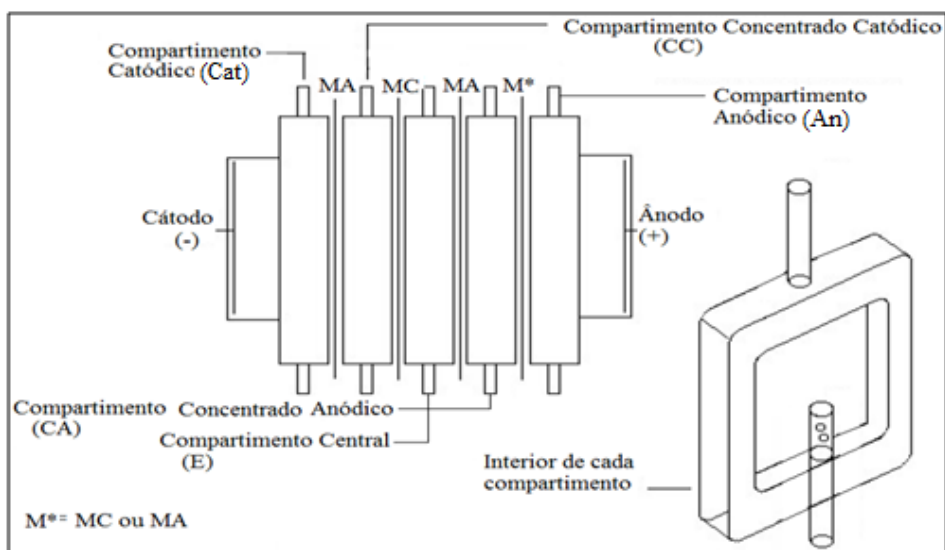 Compartimento Concentrado Catódico
(CC)
Compartimento
Catódico (Cat)
MA
MC
MA
M*
Compartimento
Anódico (An)
Cátodo
(-)
Ânodo
(+)
Compartimento
(CA)
Concentrado Anódico
Compartimento Central
(E)
Interior de cada
compartimento
M*= MC ou MA